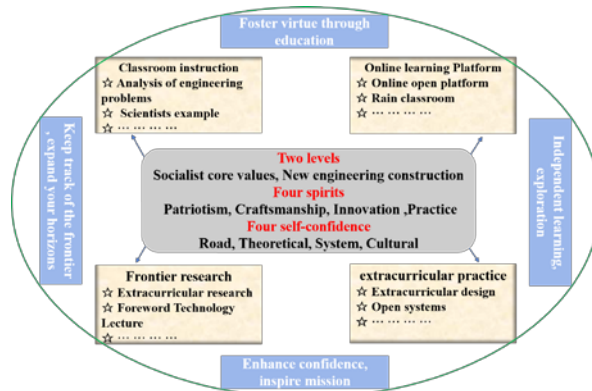 Foster virtue through
education
Classroom instruction
☆ Analysis of engineering
problems
☆ Scientists example
☆ … … … …
Online learning Platform
☆ Online open platform
☆ Rain classroom
☆ … … … …
Keep track of the frontier
, expand your horizons
Two levels
Socialist core values, New engineering construction
Four spirits
Patriotism, Craftsmanship, Innovation ,Practice
Four self-confidence
Road, Theoretical, System, Cultural
Independent learning,
exploration
Frontier research
☆ Extracurricular research
☆ Foreword Technology
Lecture
☆ … … … …
extracurricular practice
☆ Extracurricular design
☆ Open systems
☆ … … … …
Enhance confidence,
inspire mission